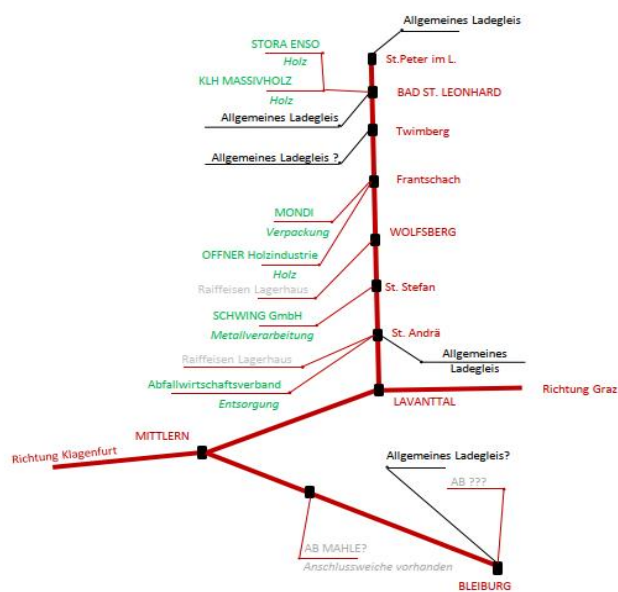 Allgemeines Ladegleis
STORA ENSO
Holz
St.Peter im L.
KLH MASSIVHOLZ
Holz
BAD ST. LEONHARD
Allgemeines Ladegleis
Twimberg
Allgemeines Ladegleis ?
Frantschach
MONDI
Verpackung
WOLFSBERG
OFFNER Holzindustrie
Holz
Raiffeisen Lagerhaus
St. Stefan
SCHWING GmbH
Metallverarbeitung
St. Andrä
Raiffeisen Lagerhaus
Allgemeines
Ladegleis
Abfallwirtschaftsverband
Entsorgung
Richtung Graz
LAVANTTAL
MITTLERN
Richtung Klagenfurt
Allgemeines Ladegleis?
AB ???
AB MAHLE?
Anschlussweiche vorhanden
BLEIBURG